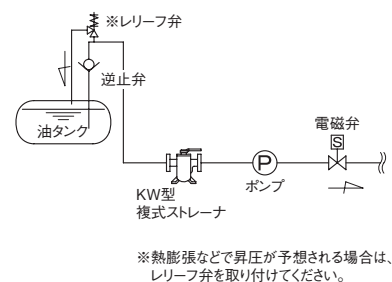 ※レリーフ弁
逆止弁
油タンク
電磁弁
S
P
ポンプ
KW型
複式ストレーナ
※熱膨張などで昇圧が予想される場合は、
レリーフ弁を取り付けてください。